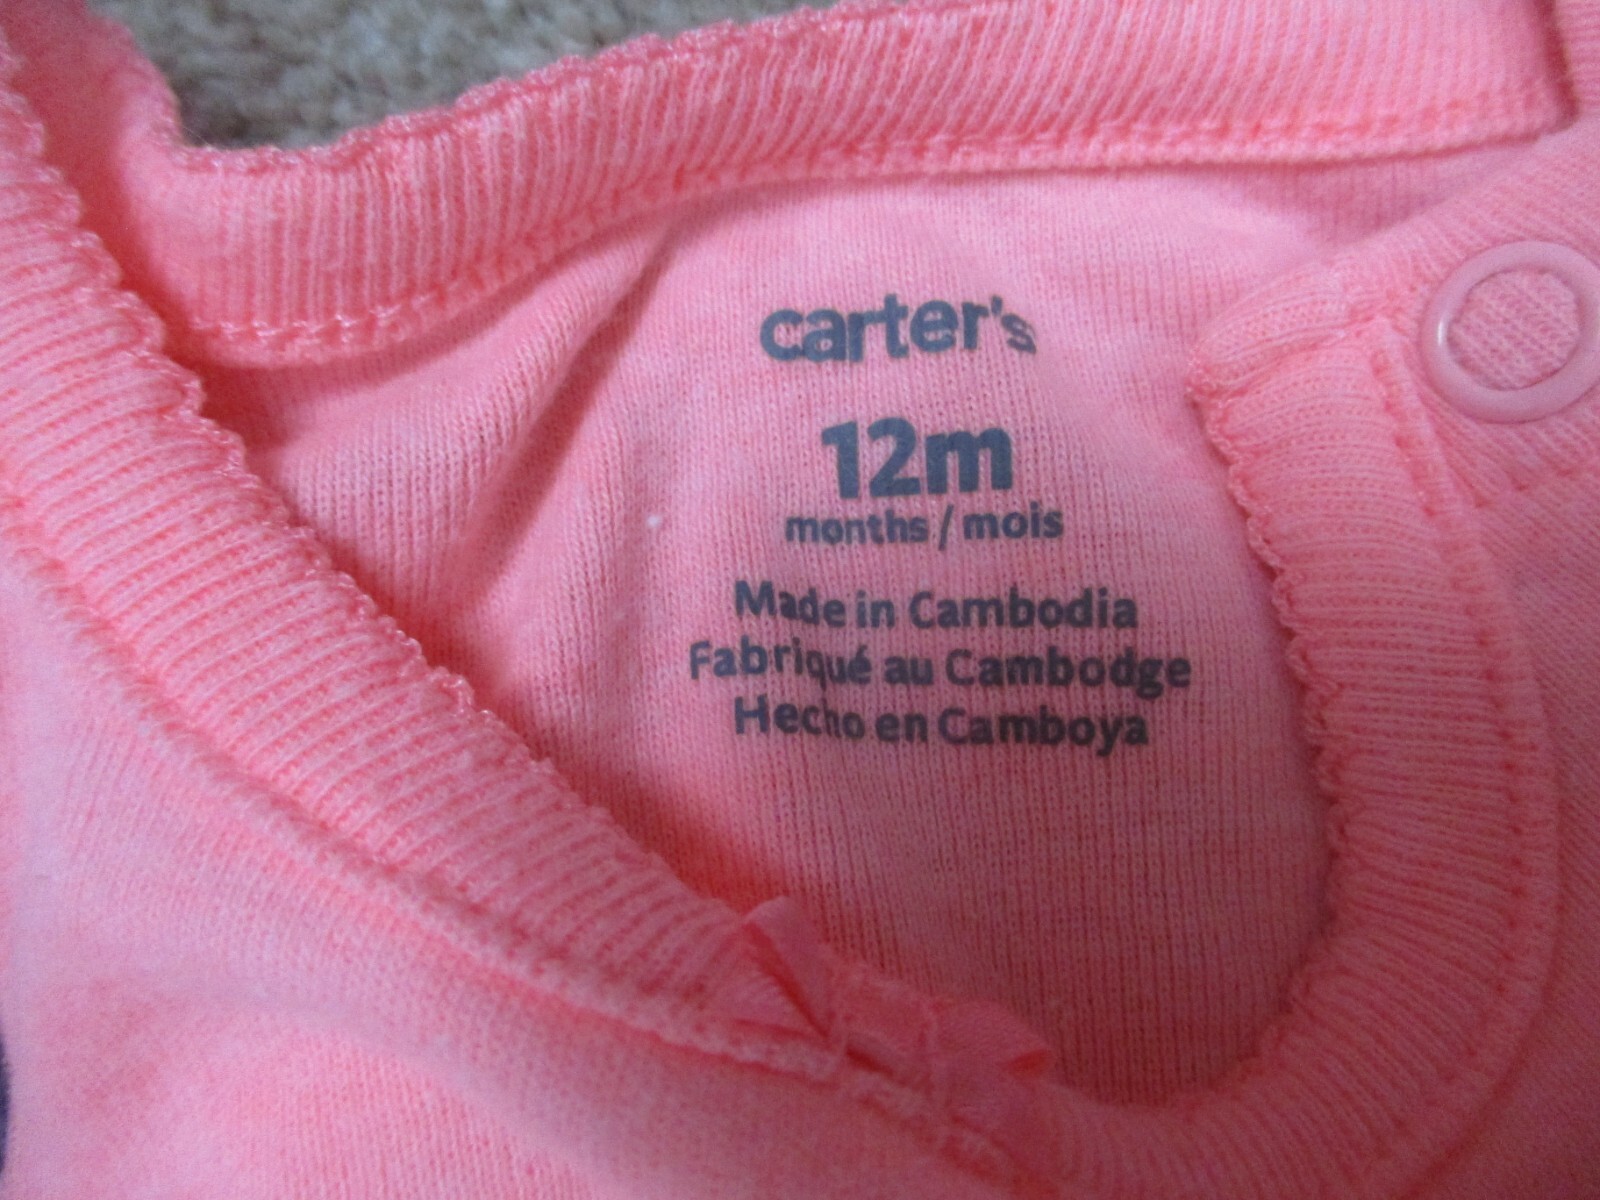 carter's
12m
months / mois
Made in Cambodia
Fabriqué au Cambodge
Hecho en Camboya